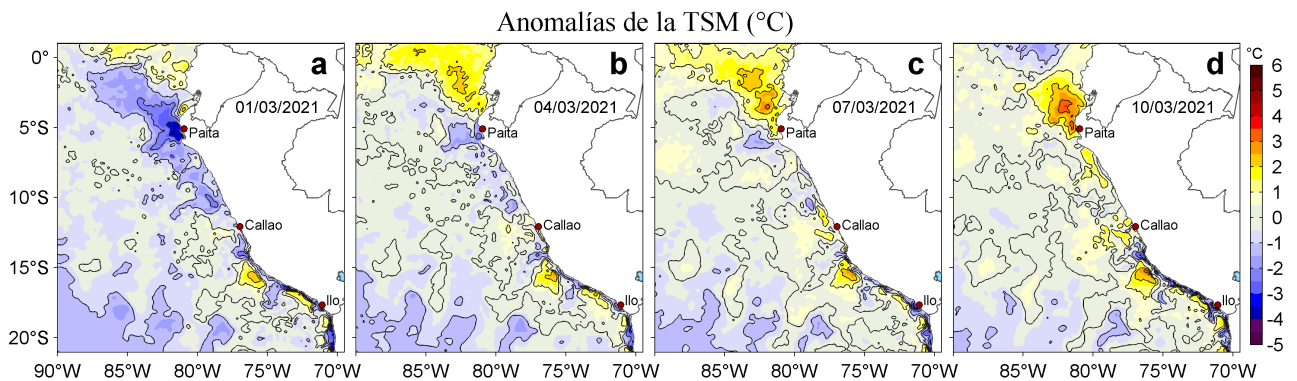 Anomalías de la TSM (°C)
a
01/03/2021
Paita
Callao
Ilo
b
04/03/2021
Paita
Callao
Ilo
c
07/03/2021
Paita
Callao
Ilo
d
10/03/2021
Paita
Callao
Ilo
0°
5°S
10°S
15°S
20°S
90°W 85°W 80°W 75°W 70°W
85°W 80°W 75°W 70°W
85°W 80°W 75°W 70°W
85°W 80°W 75°W 70°W
°C
6
5
4
3
2
1
0
-1
-2
-3
-4
-5